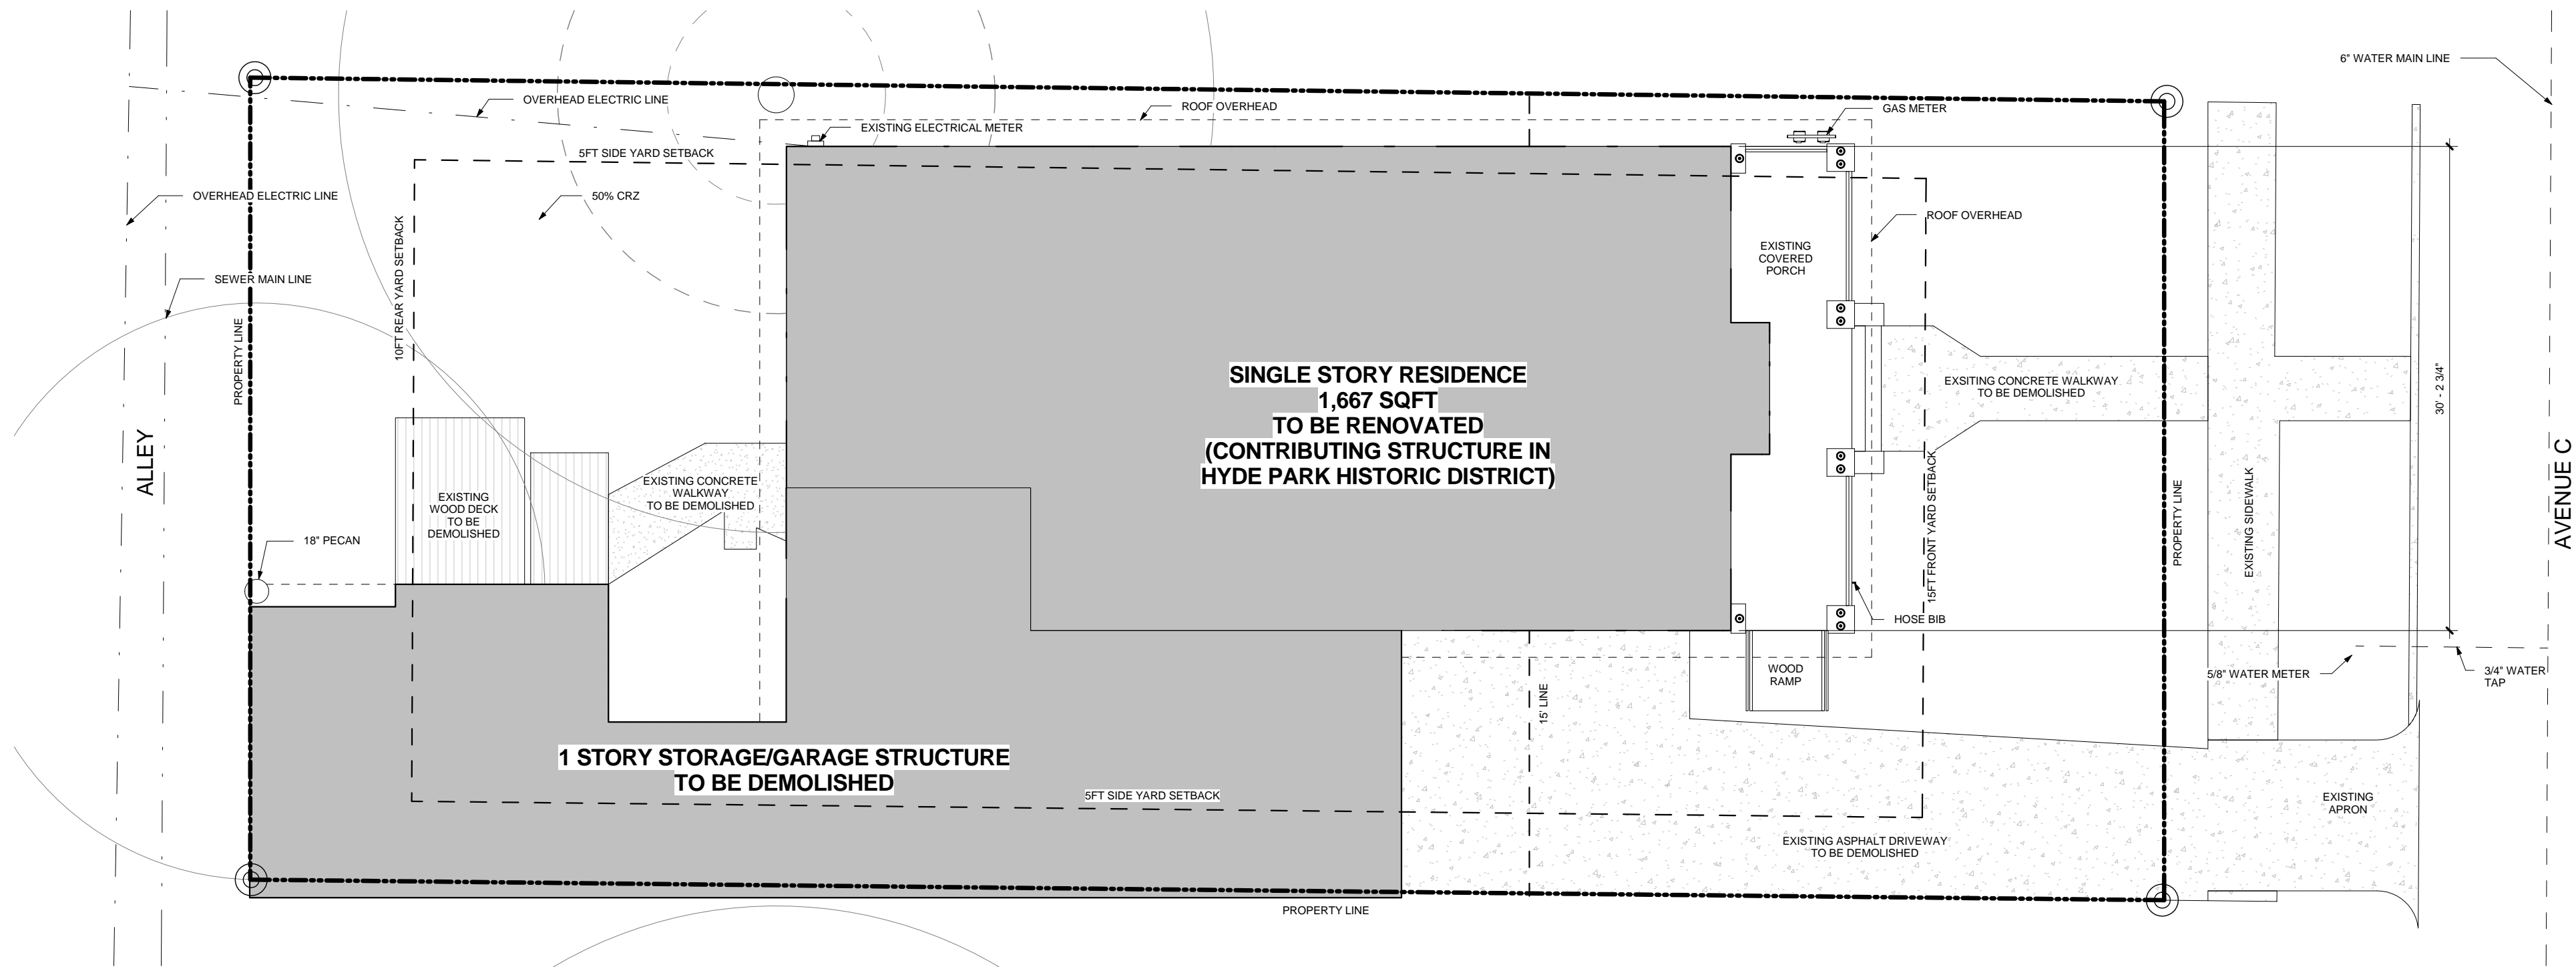 6" WATER MAIN LINE
OVERHEAD ELECTRIC LINE
ROOF OVERHEAD
GAS METER
EXISTING ELECTRICAL METER
5FT SIDE YARD SETBACK
OVERHEAD ELECTRIC LINE
50% CRZ
ROOF OVERHEAD
EXISTING
COVERED
PORCH
10FT REAR YARD SETBACK
SEWER MAIN LINE
PROPERTY LINE
SINGLE STORY RESIDENCE
1,667 SQFT
TO BE RENOVATED
(CONTRIBUTING STRUCTURE IN
HYDE PARK HISTORIC DISTRICT)
EXSITING CONCRETE WALKWAY
TO BE DEMOLISHED
30' - 2 3/4"
ALLEY
EXISTING
WOOD DECK
TO BE
DEMOLISHED
EXISTING CONCRETE
WALKWAY
TO BE DEMOLISHED
15FT FRONT YARD SETBACK
PROPERTY LINE
EXISTING SIDEWALK
AVENUE C
18" PECAN
HOSE BIB
WOOD
RAMP
5/8" WATER METER
3/4" WATER
TAP
15' LINE
1 STORY STORAGE/GARAGE STRUCTURE
TO BE DEMOLISHED
5FT SIDE YARD SETBACK
EXISTING
APRON
EXISTING ASPHALT DRIVEWAY
TO BE DEMOLISHED
PROPERTY LINE